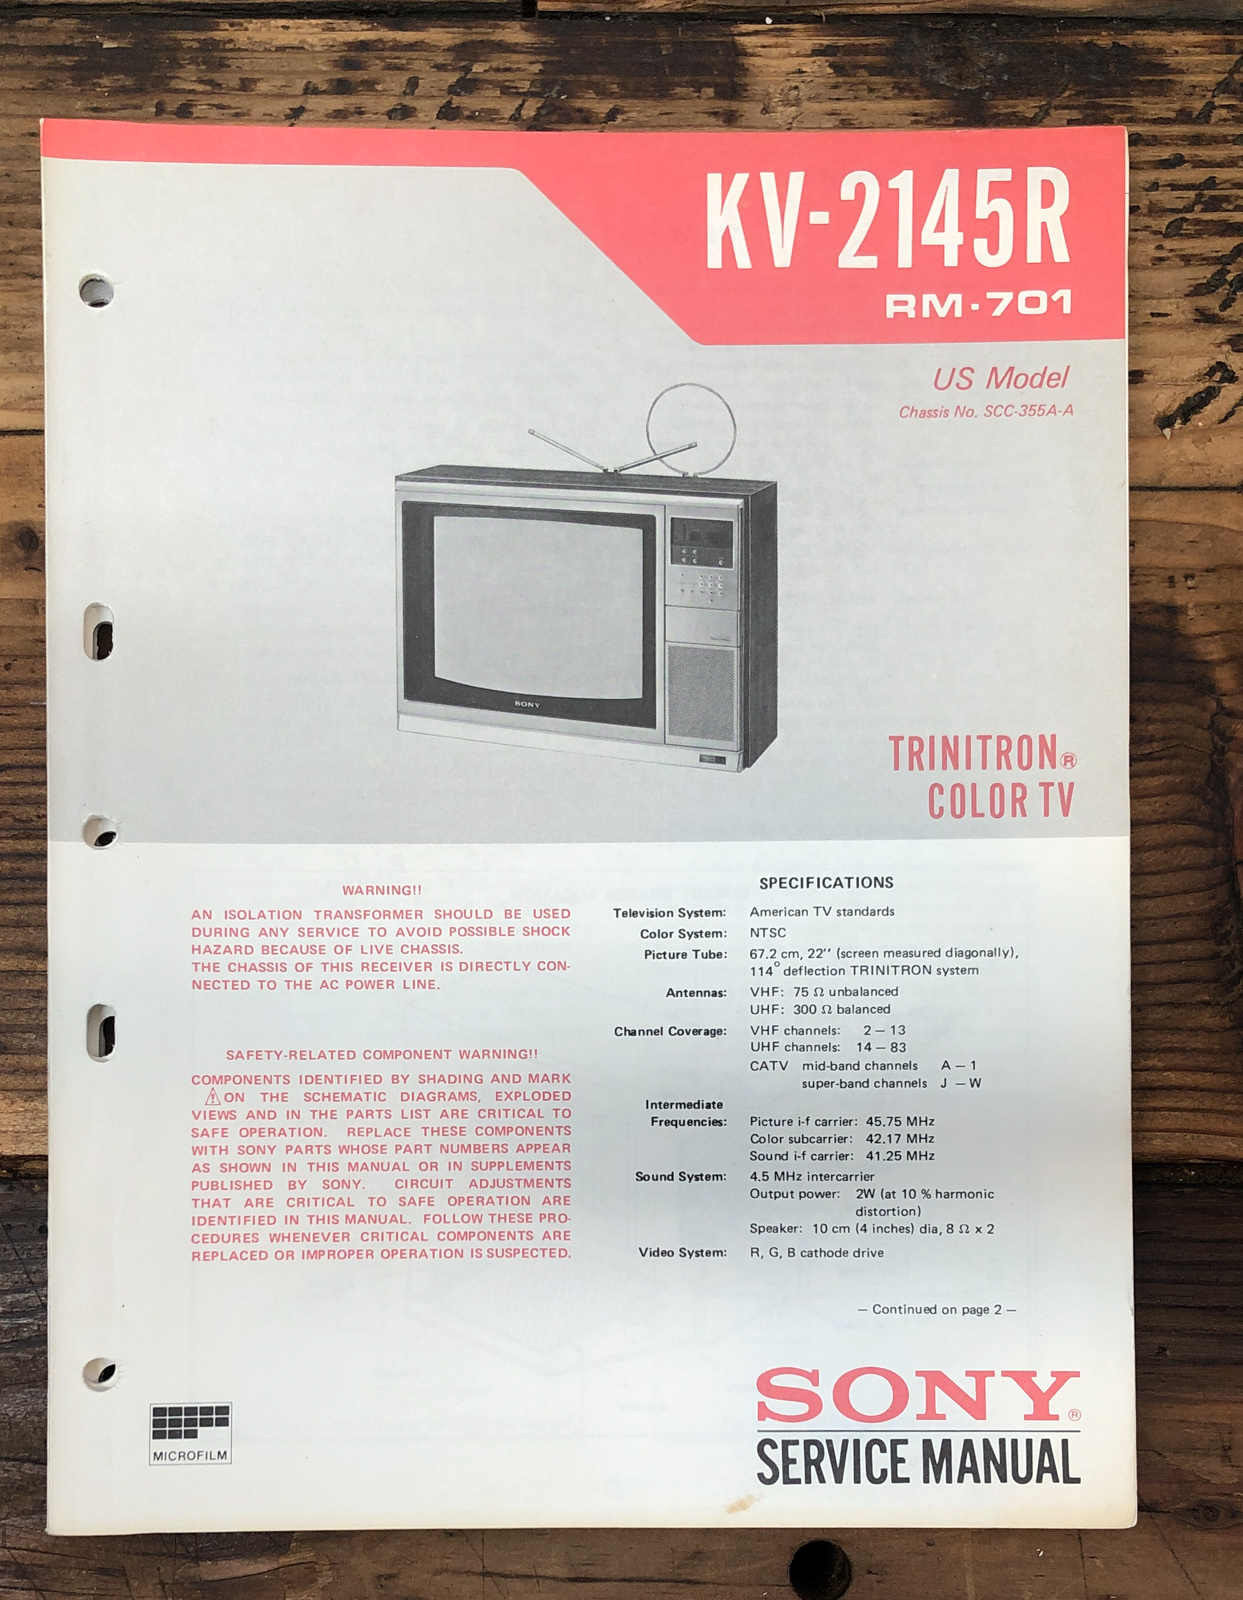 KV-2145R
RM-701
US Model
Chassis No. SCC-355A-A
SONY
TRINITRON®
COLOR TV
WARNING!!
AN ISOLATION TRANSFORMER SHOULD BE USED
DURING ANY SERVICE TO AVOID POSSIBLE SHOCK
HAZARD BECAUSE OF LIVE CHASSIS.
THE CHASSIS OF THIS RECEIVER IS DIRECTLY CON-
NECTED TO THE AC POWER LINE.
SAFETY-RELATED COMPONENT WARNING!!
COMPONENTS IDENTIFIED BY SHADING AND MARK
⚠ ON THE SCHEMATIC DIAGRAMS, EXPLODED
VIEWS AND IN THE PARTS LIST ARE CRITICAL TO
SAFE OPERATION. REPLACE THESE COMPONENTS
WITH SONY PARTS WHOSE PART NUMBERS APPEAR
AS SHOWN IN THIS MANUAL OR IN SUPPLEMENTS
PUBLISHED BY SONY. CIRCUIT ADJUSTMENTS
THAT ARE CRITICAL TO SAFE OPERATION ARE
IDENTIFIED IN THIS MANUAL. FOLLOW THESE PRO-
CEDURES WHENEVER CRITICAL COMPONENTS ARE
REPLACED OR IMPROPER OPERATION IS SUSPECTED.
SPECIFICATIONS
Television System: American TV standards
Color System: NTSC
Picture Tube: 67.2 cm, 22'' (screen measured diagonally),
114° deflection TRINITRON system
Antennas: VHF: 75 Ω unbalanced
UHF: 300 Ω balanced
Channel Coverage: VHF channels: 2 – 13
UHF channels: 14 – 83
CATV mid-band channels A – 1
super-band channels J – W
Intermediate
Frequencies: Picture i-f carrier: 45.75 MHz
Color subcarrier: 42.17 MHz
Sound i-f carrier: 41.25 MHz
Sound System: 4.5 MHz intercarrier
Output power: 2W (at 10 % harmonic
distortion)
Speaker: 10 cm (4 inches) dia, 8 Ω x 2
Video System: R, G, B cathode drive
– Continued on page 2 –
MICROFILM
SONY®
SERVICE MANUAL